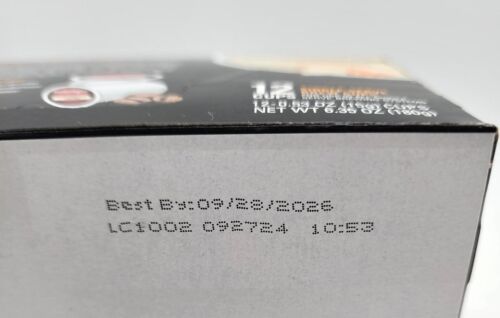 12
CUPS
12-0.53 OZ (15g) CUPS
NET WT 6.35 OZ (180g)
Best By:09/28/2026
LC1002 092724 10:53